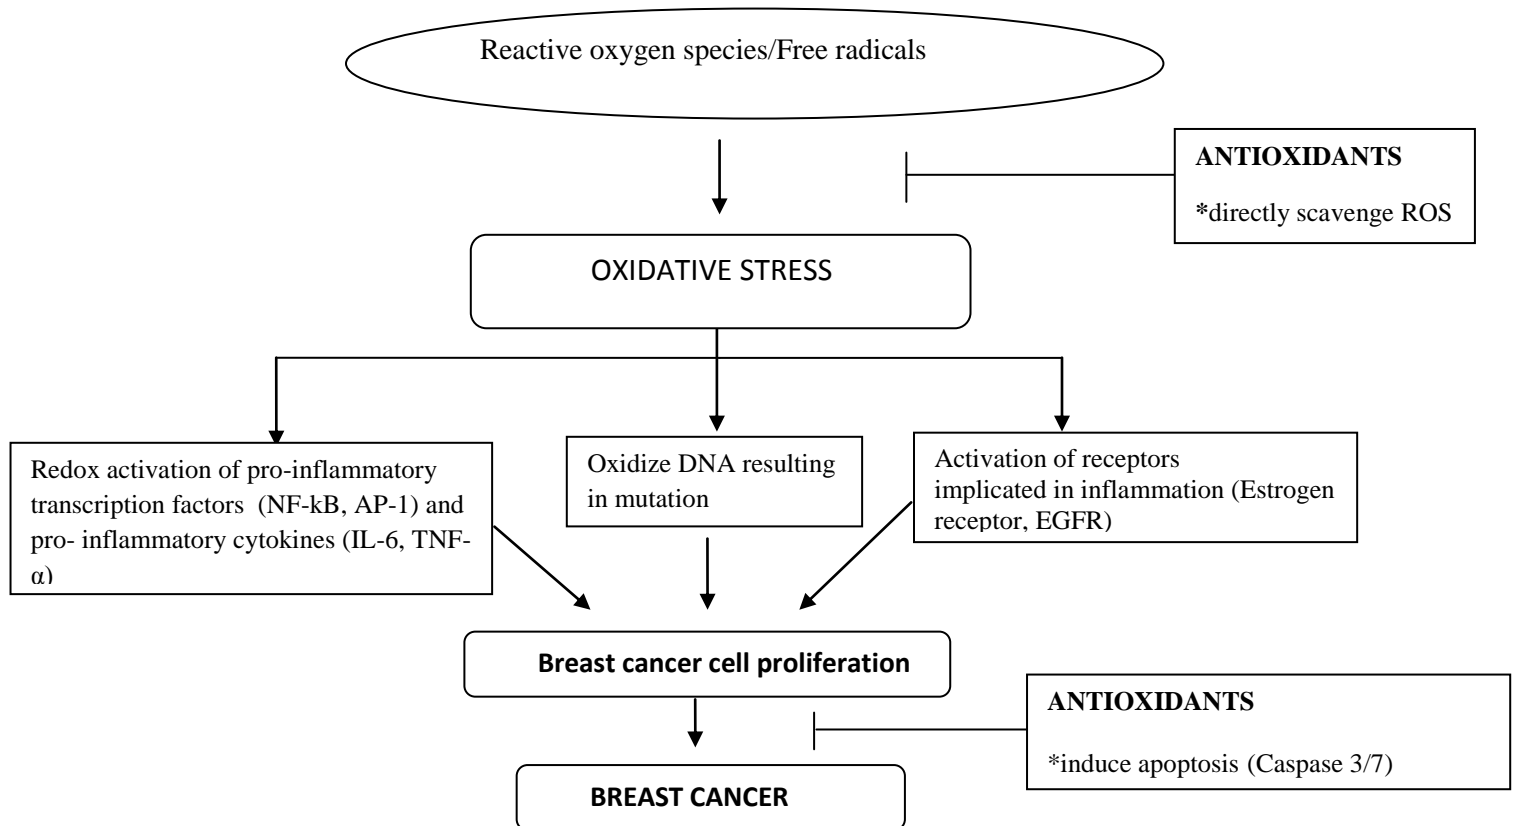 Reactive oxygen species/Free radicals
ANTIOXIDANTS
*directly scavenge ROS
OXIDATIVE STRESS
Redox activation of pro-inflammatory
transcription factors (NF-kB, AP-1) and
pro- inflammatory cytokines (IL-6, TNF-
α)
Oxidize DNA resulting
in mutation
Activation of receptors
implicated in inflammation (Estrogen
receptor, EGFR)
Breast cancer cell proliferation
ANTIOXIDANTS
*induce apoptosis (Caspase 3/7)
BREAST CANCER